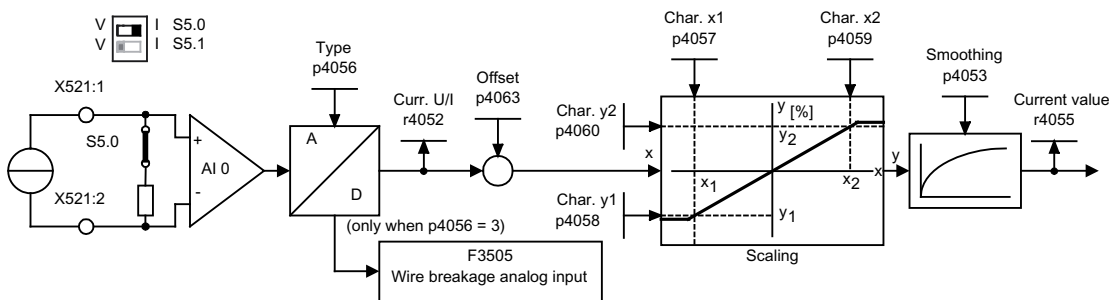 V I S5.0
V I S5.1
Char. x1
p4057
Char. x2
p4059
Type
p4056
Offset
p4063
Smoothing
p4053
X521:1
Curr. U/I
r4052
Char. y2
p4060
y [%]
y2
Current value
r4055
S5.0
+
AI 0
-
A
D
x
x1
x2
x
y
X521:2
Char. y1
p4058
y1
(only when p4056 = 3)
Scaling
F3505
Wire breakage analog input